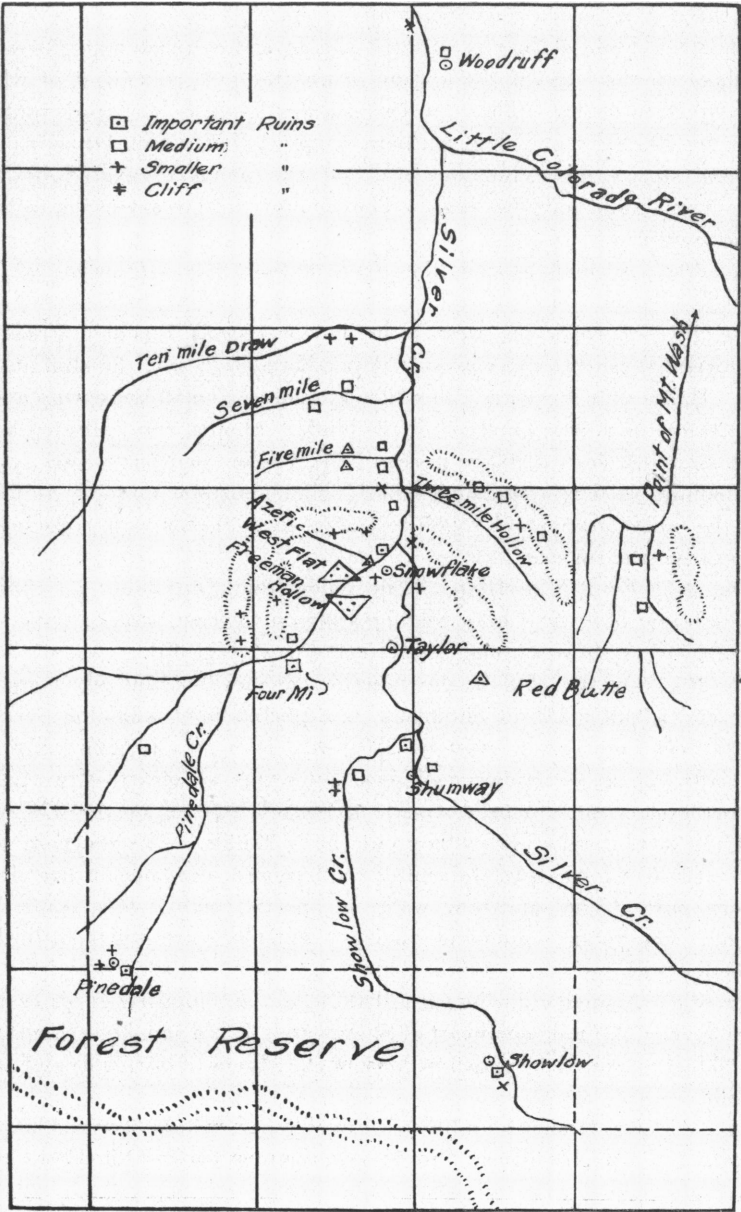 Woodruff
Important Ruins
Medium "
Smaller "
Cliff "
Little Colorado River
Silver Cr.
Ten mile Draw
Seven mile
Five mile
Three mile Hollow
Point of Mt. Wash
West Flat
Freeman Hollow
Snowflake
Taylor
Four Mi
Red Butte
Pinedale Cr.
Shumway
Show low Cr.
Silver Cr.
Pinedale
Forest Reserve
Showlow